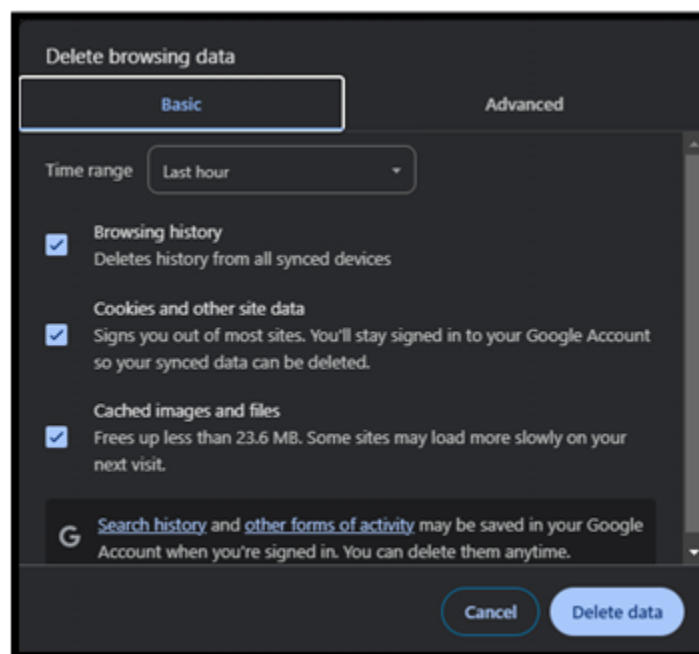 Delete browsing data
Basic
Advanced
Time range
Last hour
Browsing history
Deletes history from all synced devices
Cookies and other site data
Signs you out of most sites. You'll stay signed in to your Google Account
so your synced data can be deleted.
Cached images and files
Frees up less than 23.6 MB. Some sites may load more slowly on your
next visit.
G
Search history and other forms of activity may be saved in your Google
Account when you're signed in. You can delete them anytime.
Cancel
Delete data